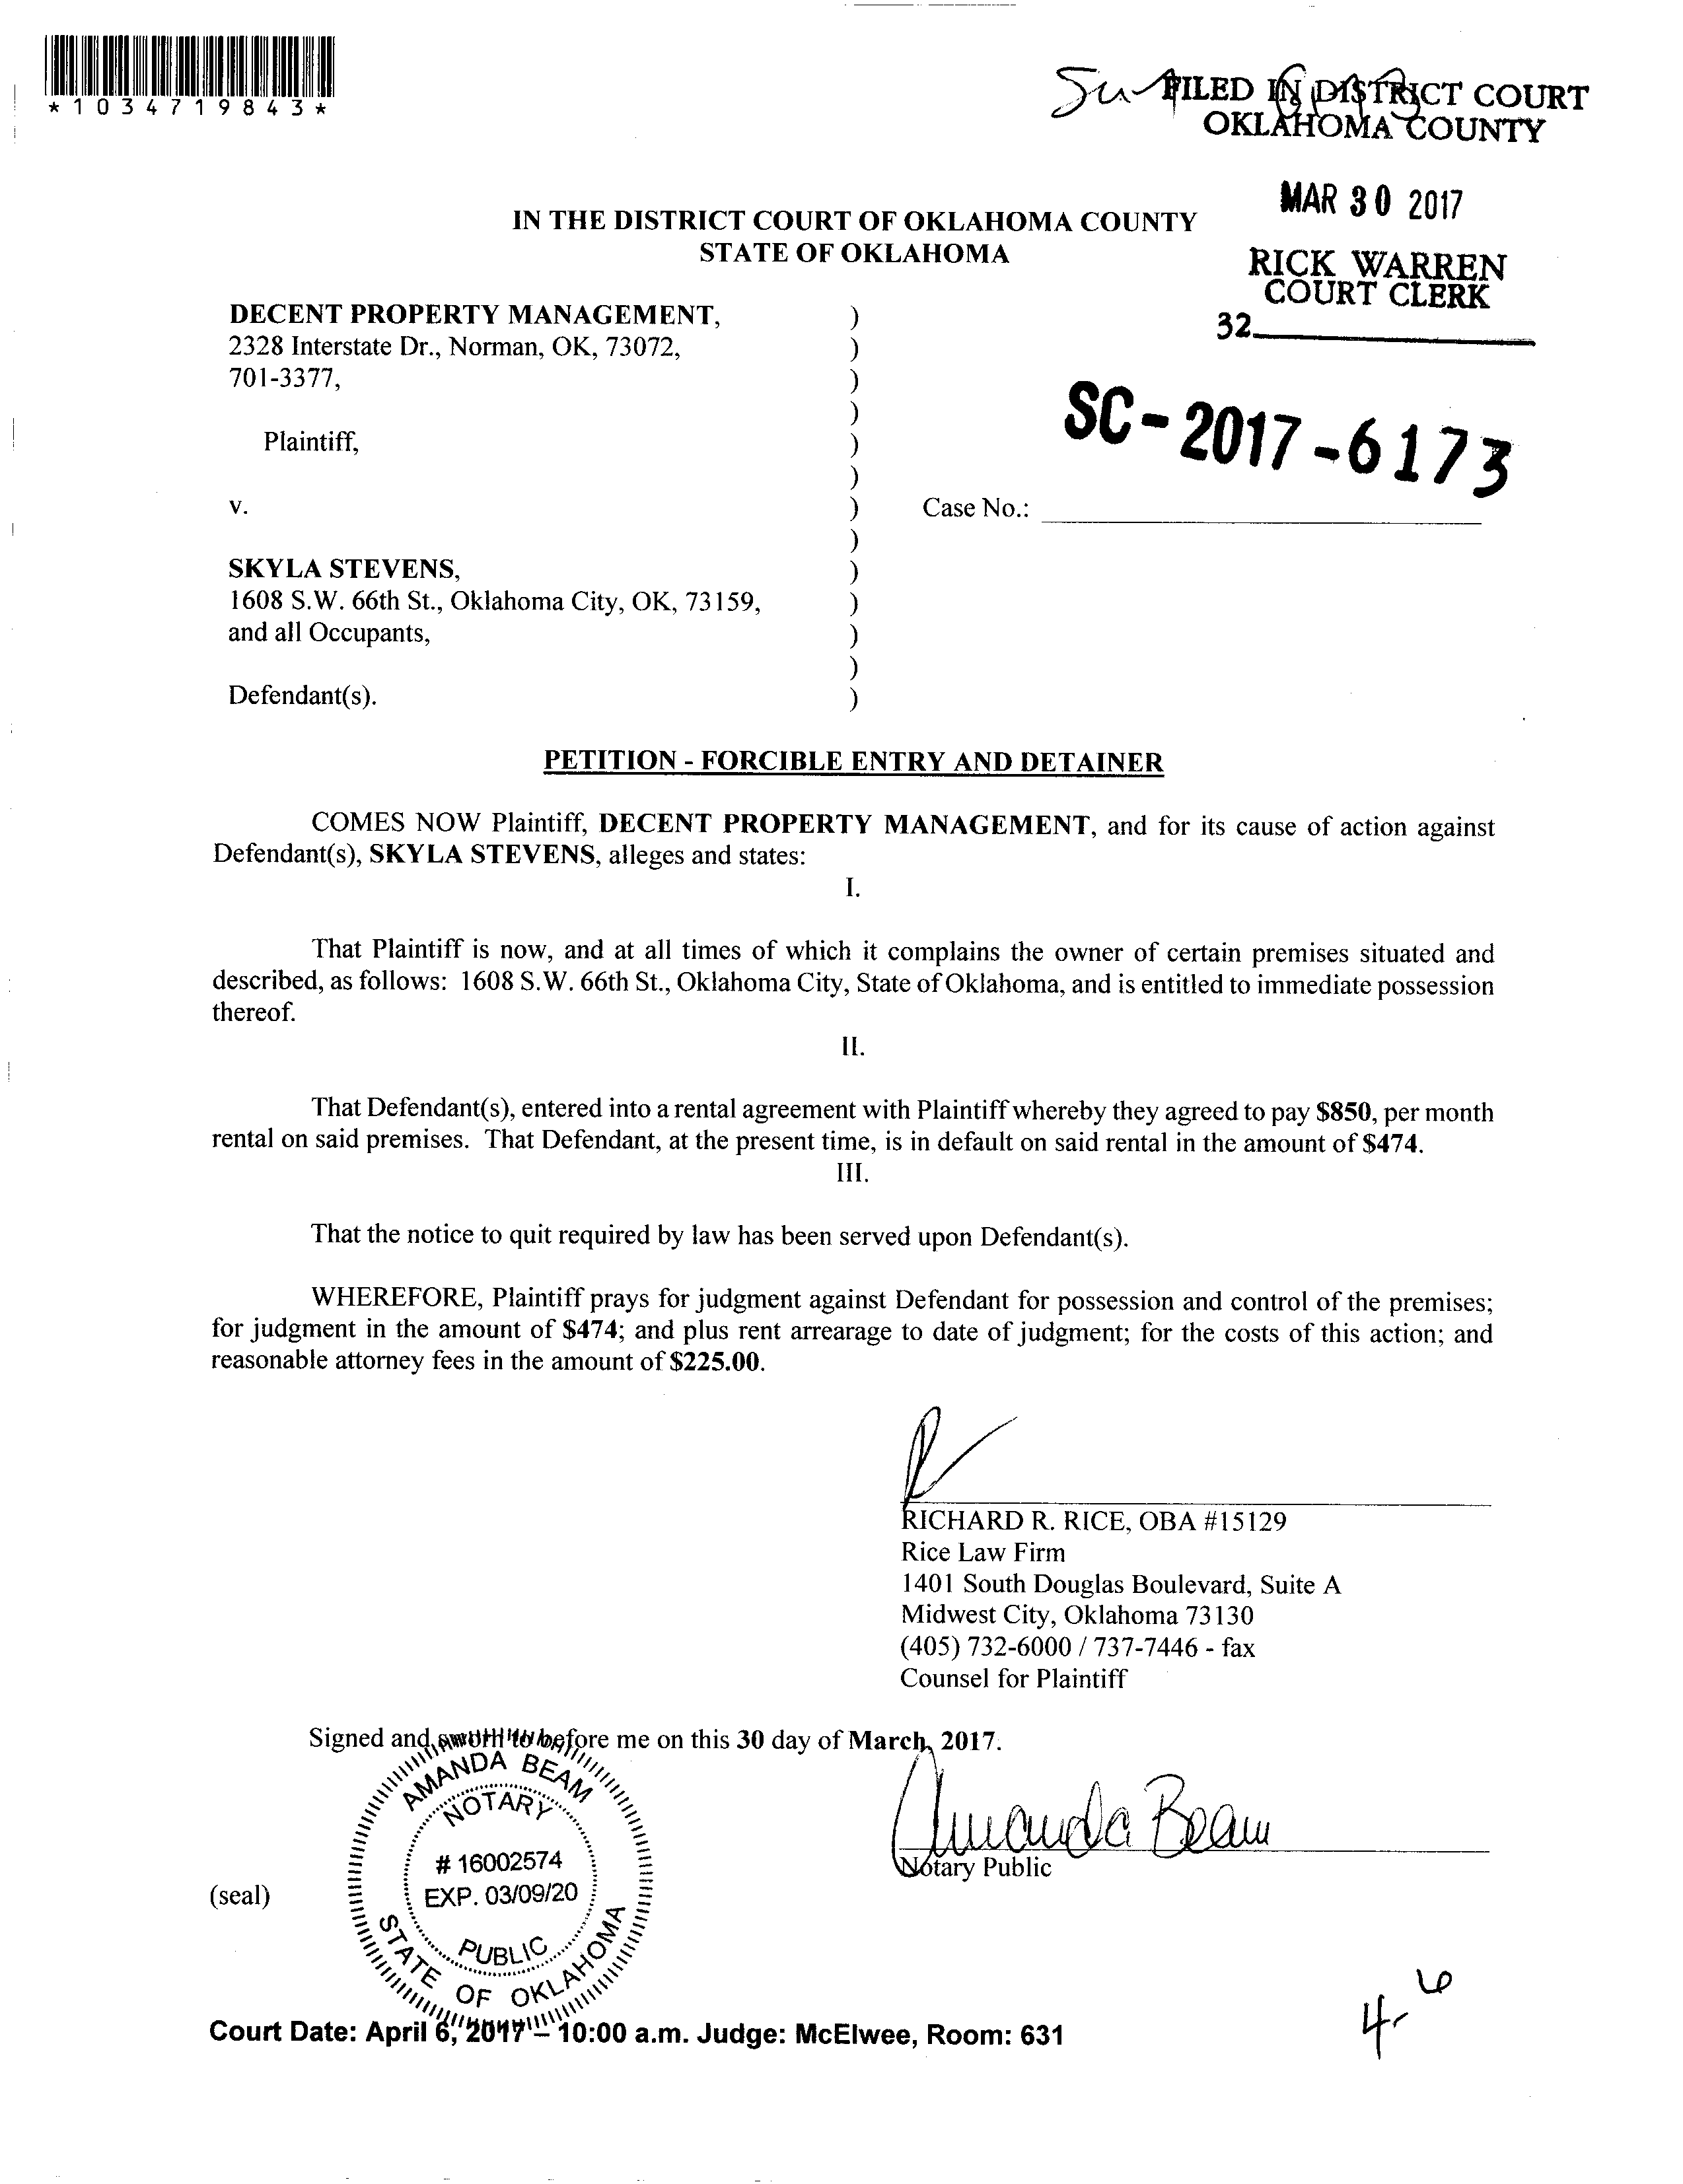 *1034719843*
FILED IN DISTRICT COURT
OKLAHOMA COUNTY
MAR 30 2017
RICK WARREN
COURT CLERK
32
IN THE DISTRICT COURT OF OKLAHOMA COUNTY
STATE OF OKLAHOMA
DECENT PROPERTY MANAGEMENT, )
2328 Interstate Dr., Norman, OK, 73072, )
701-3377, )
)
Plaintiff, )
)
SC-2017-6173
v. ) Case No.:
)
SKYLA STEVENS, )
1608 S.W. 66th St., Oklahoma City, OK, 73159, )
and all Occupants, )
)
Defendant(s). )
PETITION - FORCIBLE ENTRY AND DETAINER
COMES NOW Plaintiff, DECENT PROPERTY MANAGEMENT, and for its cause of action against
Defendant(s), SKYLA STEVENS, alleges and states:
I.
That Plaintiff is now, and at all times of which it complains the owner of certain premises situated and
described, as follows: 1608 S.W. 66th St., Oklahoma City, State of Oklahoma, and is entitled to immediate possession
thereof.
II.
That Defendant(s), entered into a rental agreement with Plaintiff whereby they agreed to pay $850, per month
rental on said premises. That Defendant, at the present time, is in default on said rental in the amount of $474.
III.
That the notice to quit required by law has been served upon Defendant(s).
WHEREFORE, Plaintiff prays for judgment against Defendant for possession and control of the premises;
for judgment in the amount of $474; and plus rent arrearage to date of judgment; for the costs of this action; and
reasonable attorney fees in the amount of $225.00.
RICHARD R. RICE, OBA #15129
Rice Law Firm
1401 South Douglas Boulevard, Suite A
Midwest City, Oklahoma 73130
(405) 732-6000 / 737-7446 - fax
Counsel for Plaintiff
Signed and sworn to before me on this 30 day of March, 2017.
Amanda Beam
Notary Public
(seal)
AMANDA BEAM
NOTARY
# 16002574
EXP. 03/09/20
PUBLIC
STATE OF OKLAHOMA
4-6
Court Date: April 6, 2017 – 10:00 a.m. Judge: McElwee, Room: 631